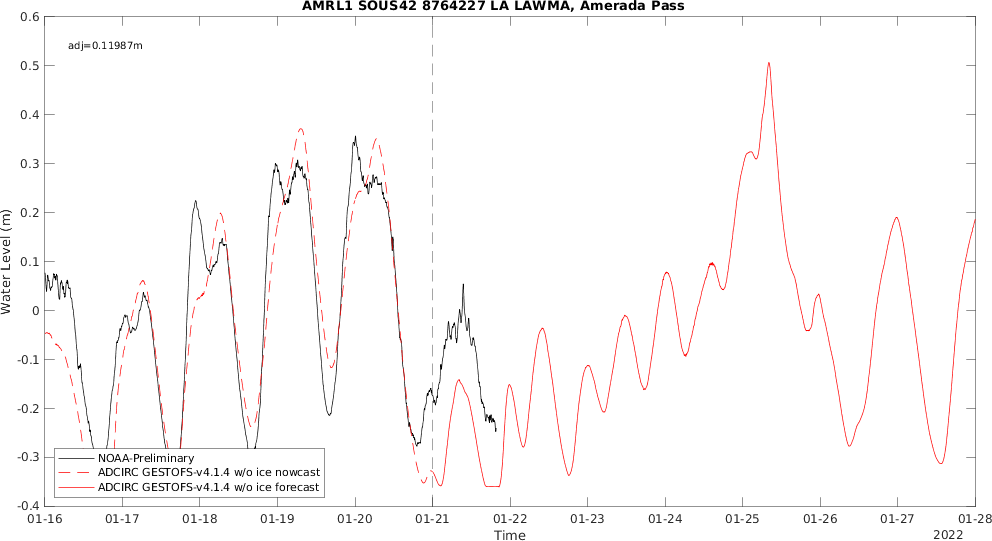 AMRL1 SOUS42 8764227 LA LAWMA, Amerada Pass
adj=0.11987m
Water Level (m)
0.6
0.5
0.4
0.3
0.2
0.1
0
-0.1
-0.2
-0.3
-0.4
NOAA-Preliminary
ADCIRC GESTOFS-v4.1.4 w/o ice nowcast
ADCIRC GESTOFS-v4.1.4 w/o ice forecast
01-16 01-17 01-18 01-19 01-20 01-21 01-22 01-23 01-24 01-25 01-26 01-27 01-28
Time
2022